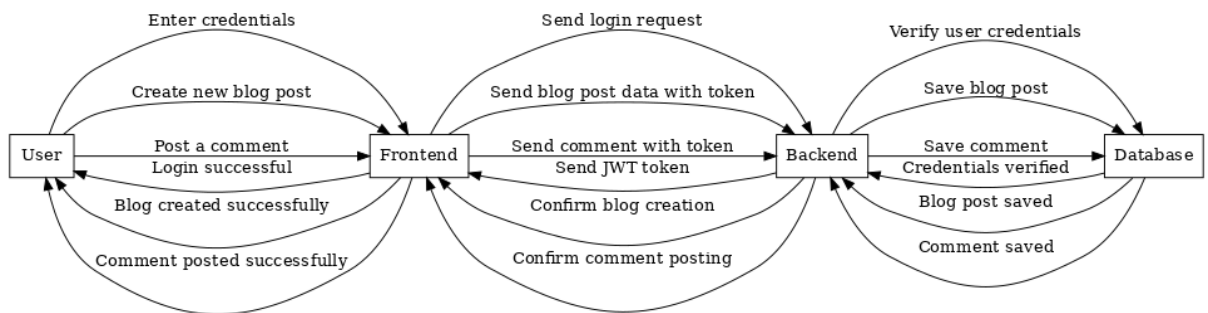 Enter credentials
Send login request
Verify user credentials
Create new blog post
Send blog post data with token
Save blog post
User
Post a comment
Login successful
Frontend
Send comment with token
Send JWT token
Backend
Save comment
Credentials verified
Database
Blog created successfully
Confirm blog creation
Blog post saved
Comment posted successfully
Confirm comment posting
Comment saved